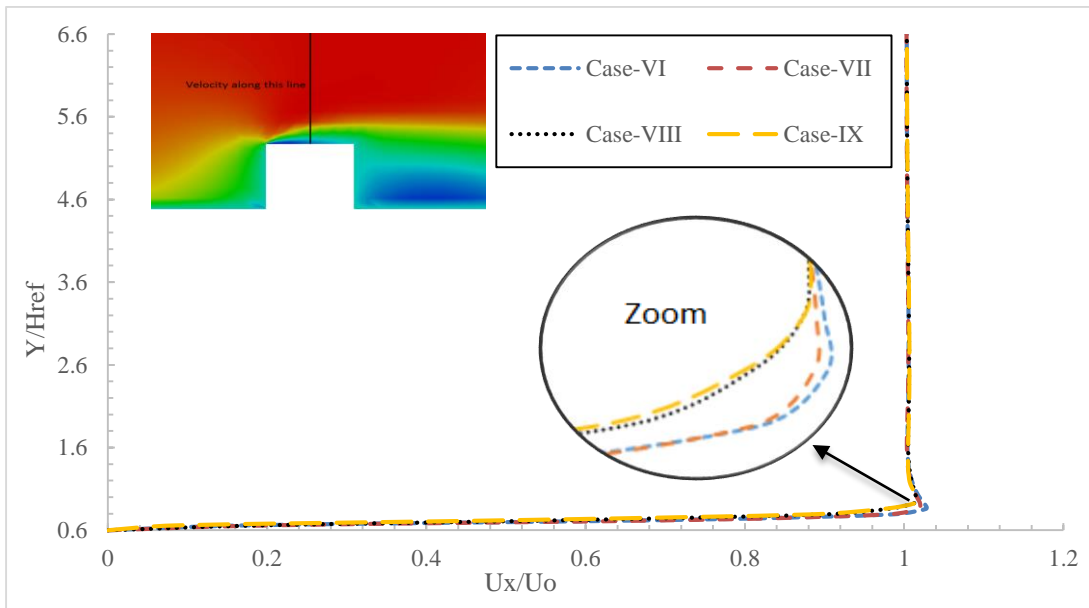 6.6
5.6
4.6
3.6
2.6
1.6
0.6
Y/Href
Velocity along this line
Case-VI
Case-VII
Case-VIII
Case-IX
Zoom
0
0.2
0.4
0.6
0.8
1
1.2
Ux/Uo